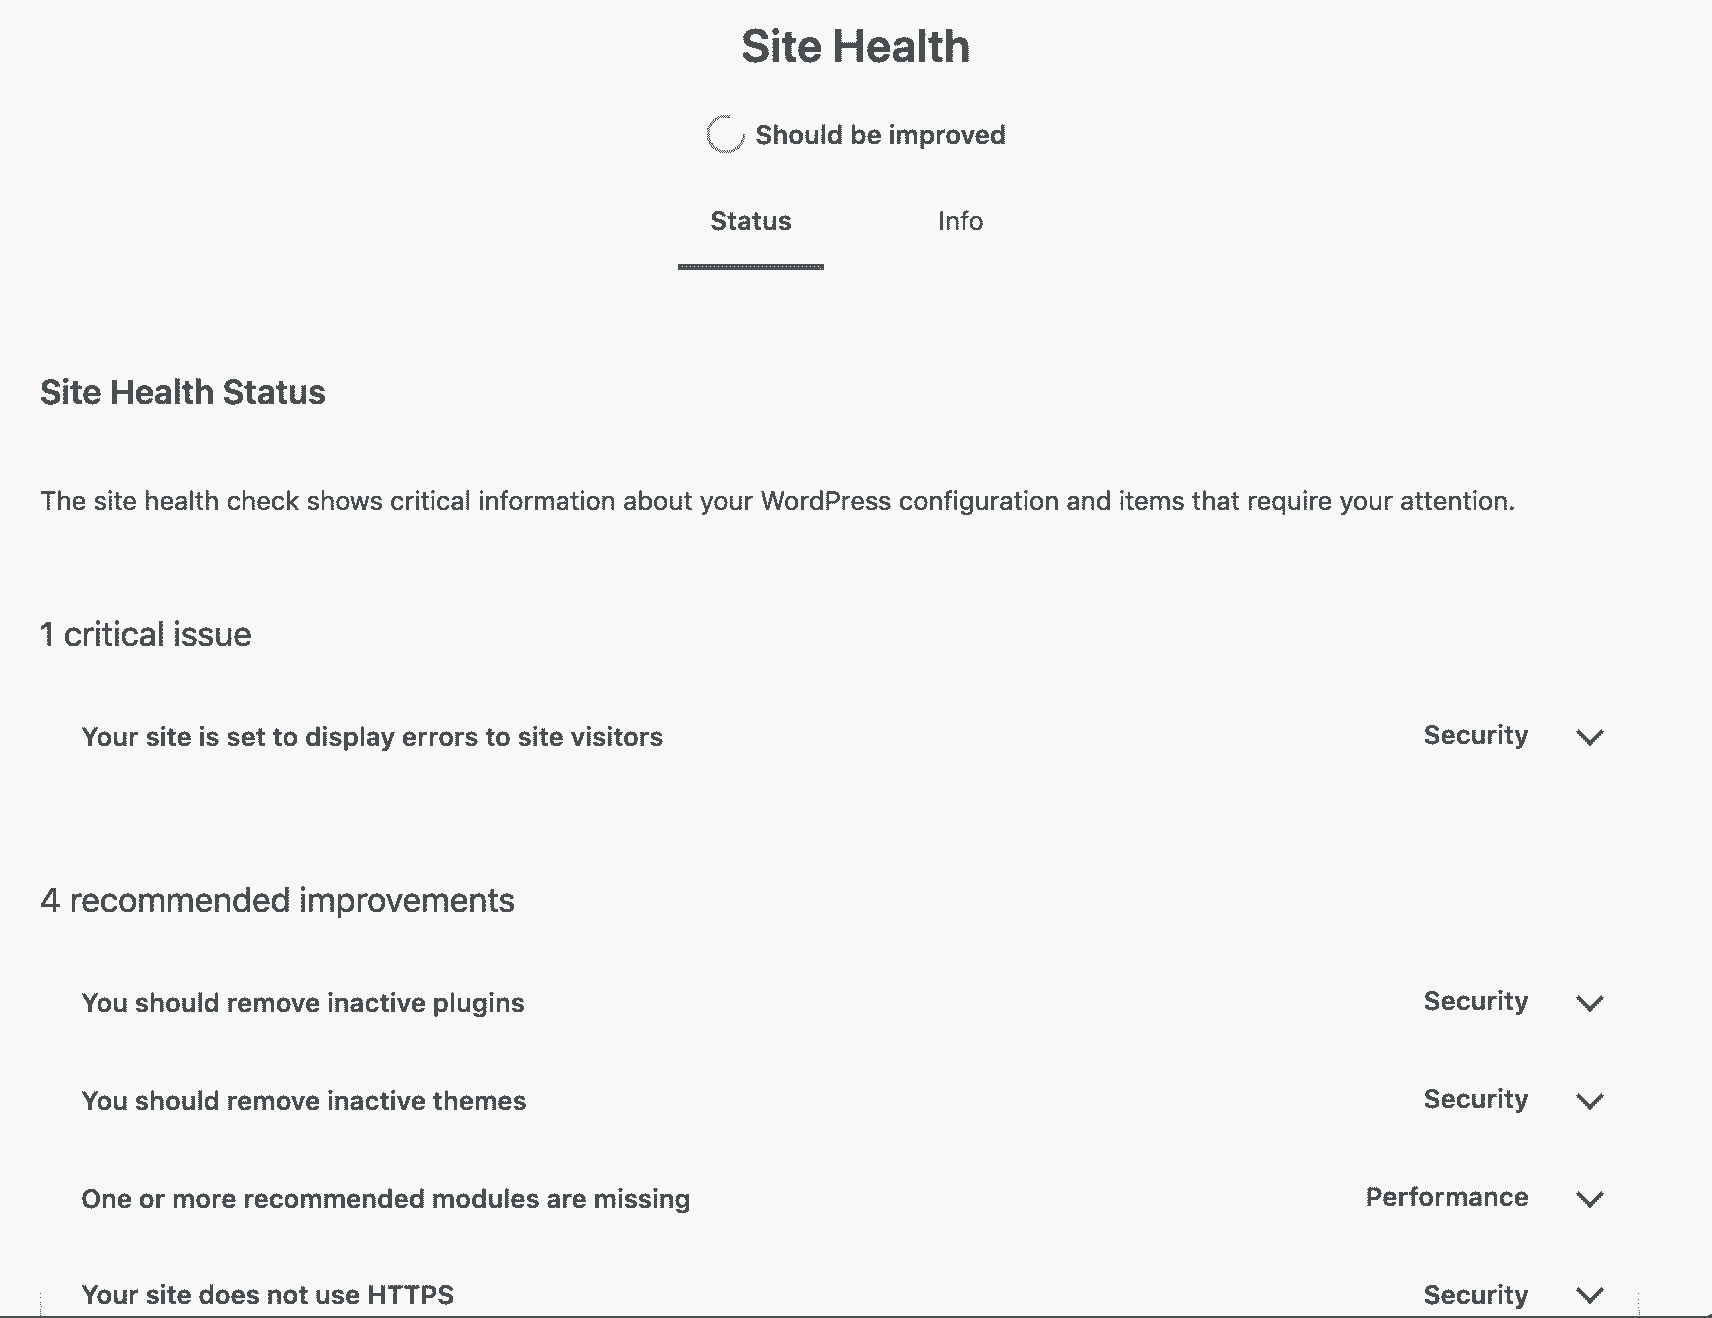 Site Health
Should be improved
Status Info
Site Health Status
The site health check shows critical information about your WordPress configuration and items that require your attention.
1 critical issue
Your site is set to display errors to site visitors Security
4 recommended improvements
You should remove inactive plugins Security
You should remove inactive themes Security
One or more recommended modules are missing Performance
Your site does not use HTTPS Security